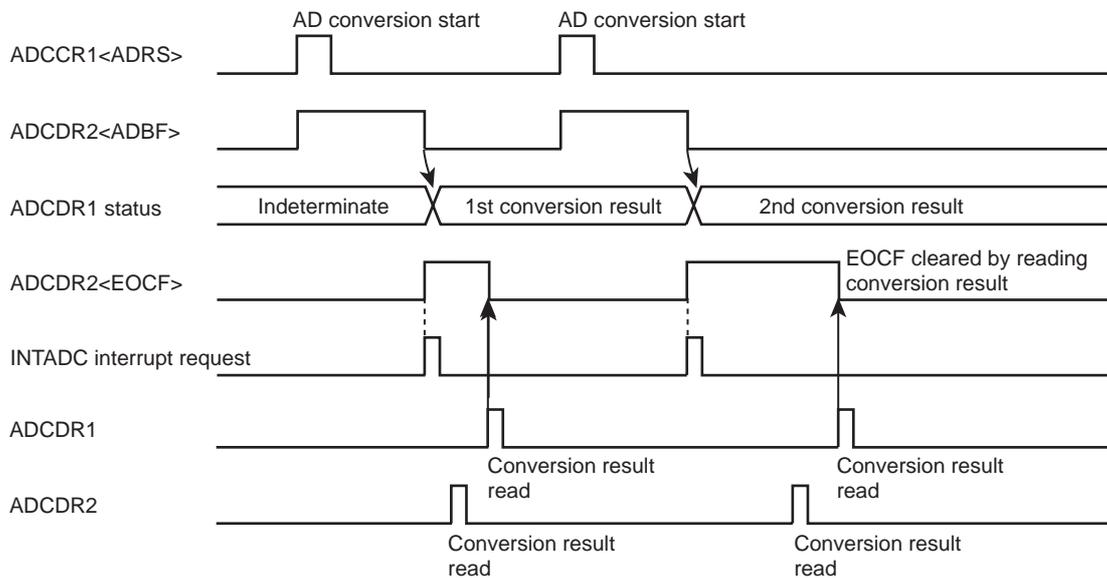 AD conversion start
AD conversion start
ADCCR1<ADRS>
ADCDR2<ADBF>
ADCDR1 status
Indeterminate
1st conversion result
2nd conversion result
ADCDR2<EOCF>
EOCF cleared by reading
conversion result
INTADC interrupt request
ADCDR1
Conversion result
read
Conversion result
read
ADCDR2
Conversion result
read
Conversion result
read